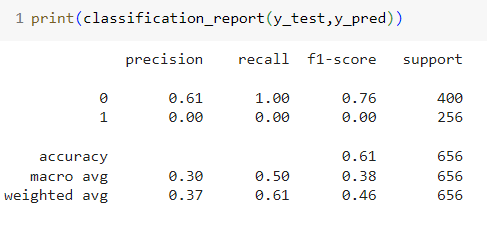 1 print(classification_report(y_test,y_pred))
precision recall f1-score support
0 0.61 1.00 0.76 400
1 0.00 0.00 0.00 256
accuracy 0.61 656
macro avg 0.30 0.50 0.38 656
weighted avg 0.37 0.61 0.46 656